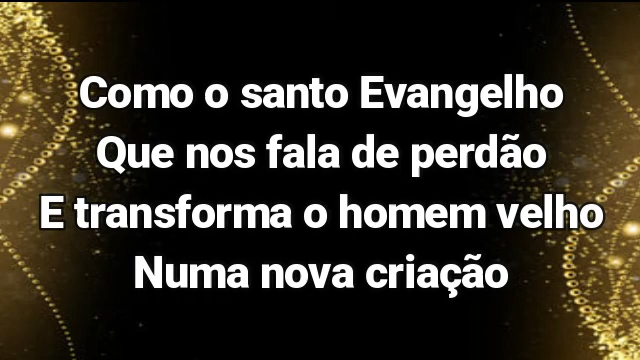 Como o santo Evangelho
Que nos fala de perdão
E transforma o homem velho
Numa nova criação